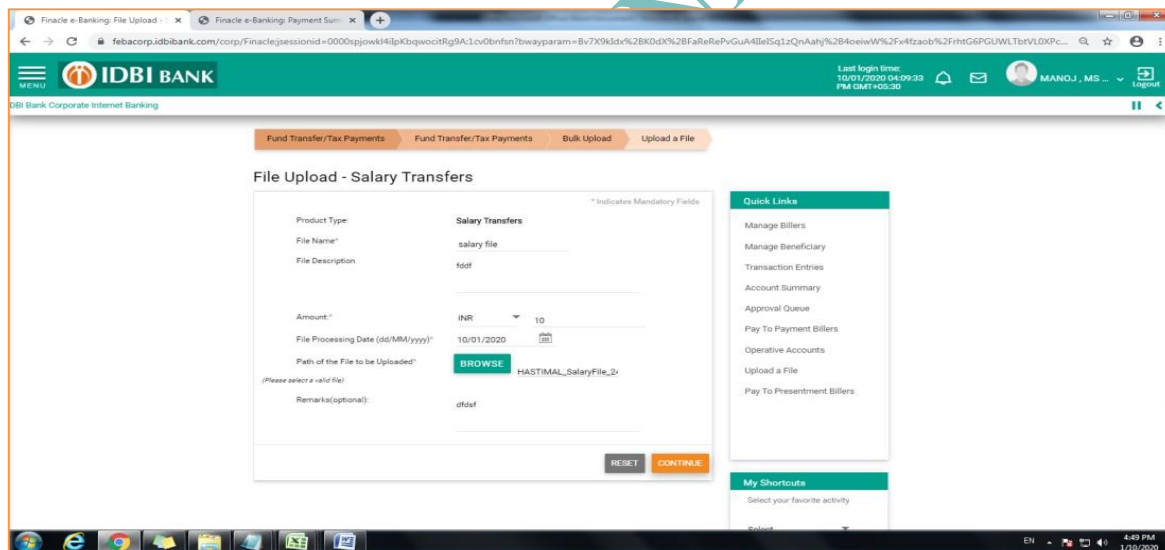 Finacle e-Banking: File Upload -
Finacle e-Banking: Payment Sum
febacorp.idbibank.com/corp/Finacle;jsessionid=0000spjowkI4iIpKbqwocitRg9A:1cv0bnfsn?bwayparam=
MENU
IDBI BANK
Last login time:
10/01/2020 04:09:33
PM GMT+05:30
MANOJ , MS ...
Logout
DBI Bank Corporate Internet Banking
Fund Transfer/Tax Payments Fund Transfer/Tax Payments Bulk Upload Upload a File
File Upload - Salary Transfers
* Indicates Mandatory Fields
Product Type: Salary Transfers
File Name* salary file
File Description fddf
Amount:* INR 10
File Processing Date (dd/MM/yyyy)* 10/01/2020
Path of the File to be Uploaded* BROWSE HASTIMAL_SalaryFile_24
(Please select a valid file)
Remarks(optional): dfdsf
RESET CONTINUE
Quick Links
Manage Billers
Manage Beneficiary
Transaction Entries
Account Summary
Approval Queue
Pay To Payment Billers
Operative Accounts
Upload a File
Pay To Presentment Billers
My Shortcuts
Select your favorite activity
Select
EN
4:49 PM
1/10/2020